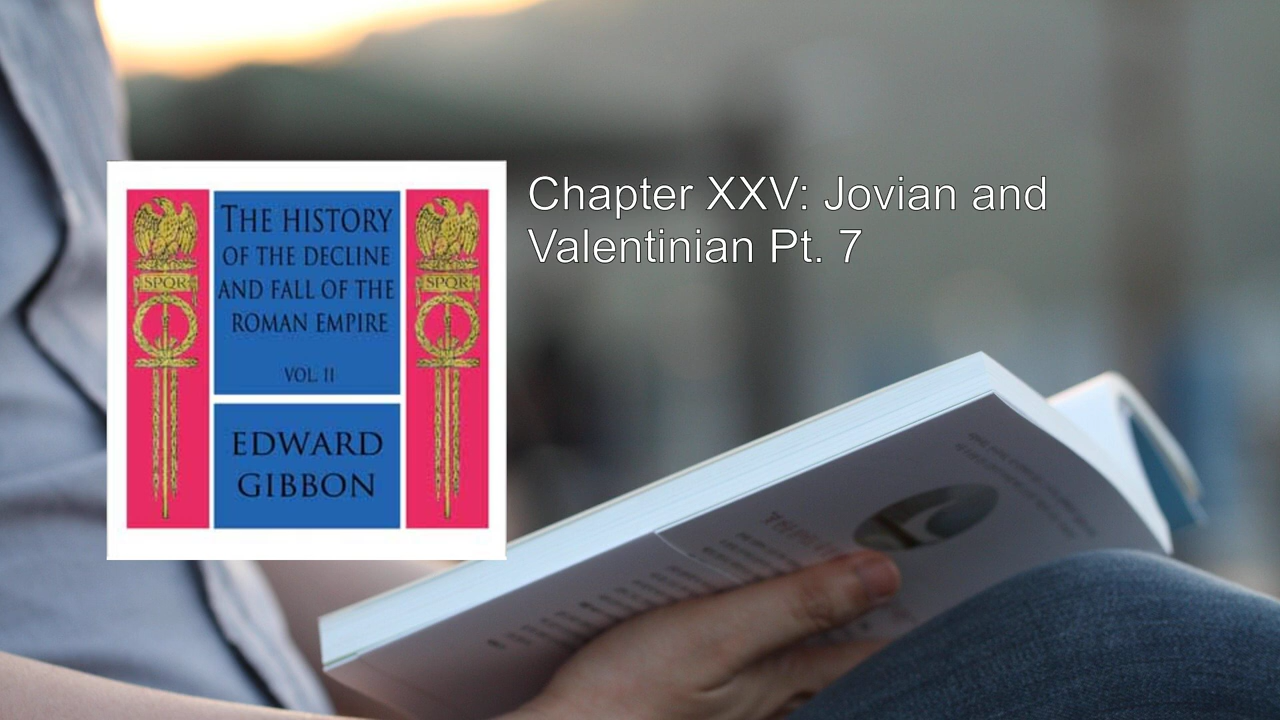 THE HISTORY
OF THE DECLINE
AND FALL OF THE
ROMAN EMPIRE
VOL. II
SPQR
SPQR
EDWARD
GIBBON
Chapter XXV: Jovian and
Valentinian Pt. 7